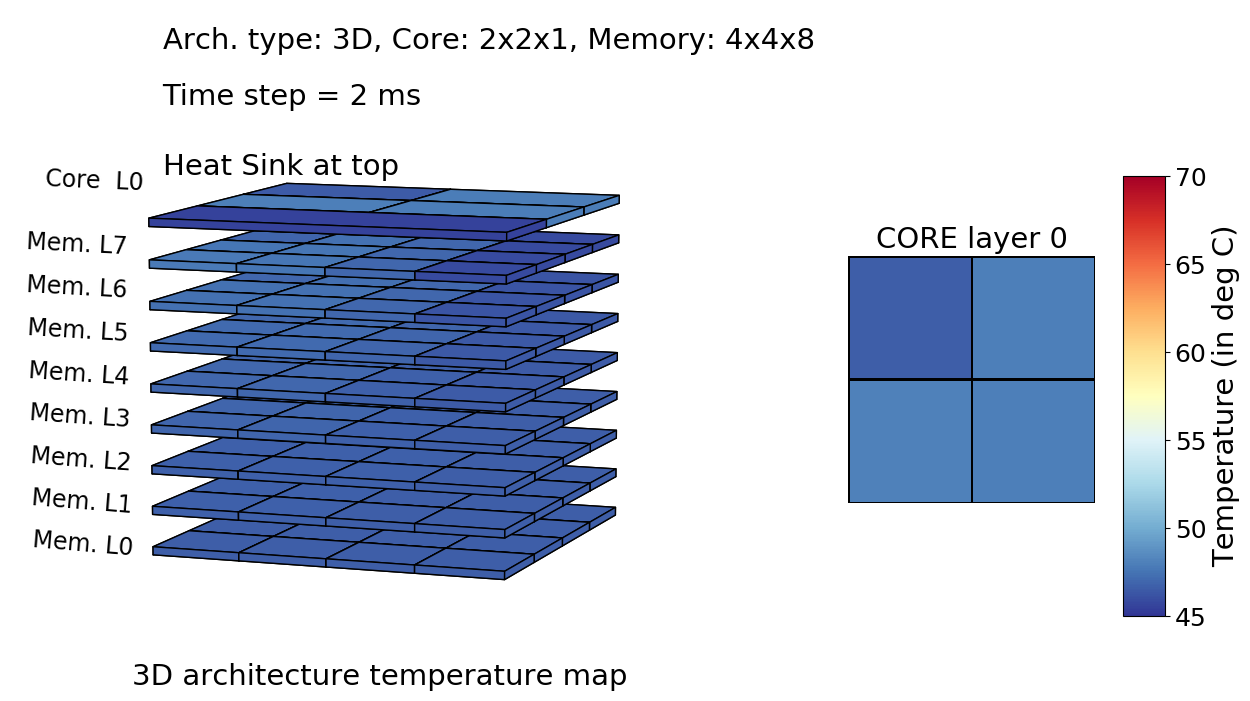 Arch. type: 3D, Core: 2x2x1, Memory: 4x4x8
Time step = 2 ms
Heat Sink at top
Core  L0
Mem. L7
Mem. L6
Mem. L5
Mem. L4
Mem. L3
Mem. L2
Mem. L1
Mem. L0
3D architecture temperature map
CORE layer 0
70
65
60
55
50
45
Temperature (in deg C)